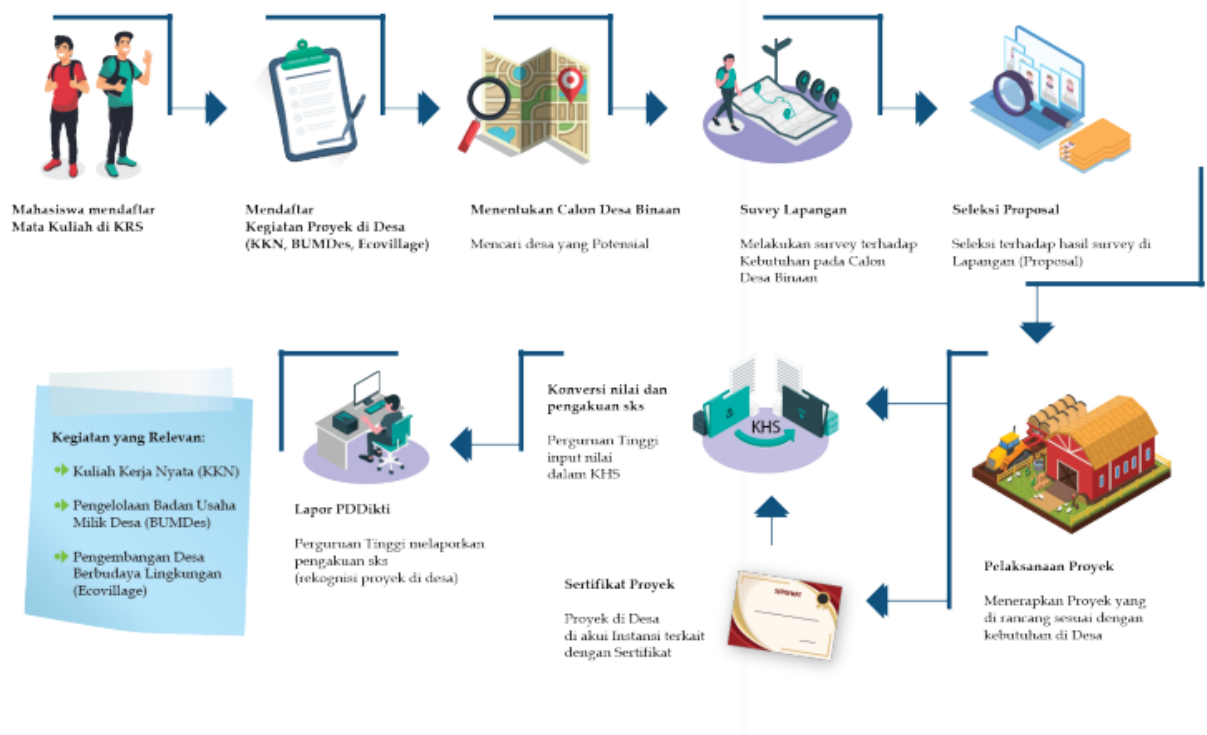 Mahasiswa mendaftar
Mata Kuliah di KRS
Mendaftar
Kegiatan Proyek di Desa
(KKN, BUMDes, Ecovillage)
Menentukan Calon Desa Binaan
Mencari desa yang Potensial
Suvey Lapangan
Melakukan survey terhadap
Kebutuhan pada Calon
Desa Binaan
Seleksi Proposal
Seleksi terhadap hasil survey di
Lapangan (Proposal)
Pelaksanaan Proyek
Menerapkan Proyek yang
di rancang sesuai dengan
kebutuhan di Desa
KHS
Konversi nilai dan
pengakuan sks
Perguruan Tinggi
input nilai
dalam KHS
SERTIFIKAT
Sertifikat Proyek
Proyek di Desa
di akui Instansi terkait
dengan Sertifikat
Lapor PDDikti
Perguruan Tinggi melaporkan
pengakuan sks
(rekognisi proyek di desa)
Kegiatan yang Relevan:
Kuliah Kerja Nyata (KKN)
Pengelolaan Badan Usaha
Milik Desa (BUMDes)
Pengembangan Desa
Berbudaya Lingkungan
(Ecovillage)